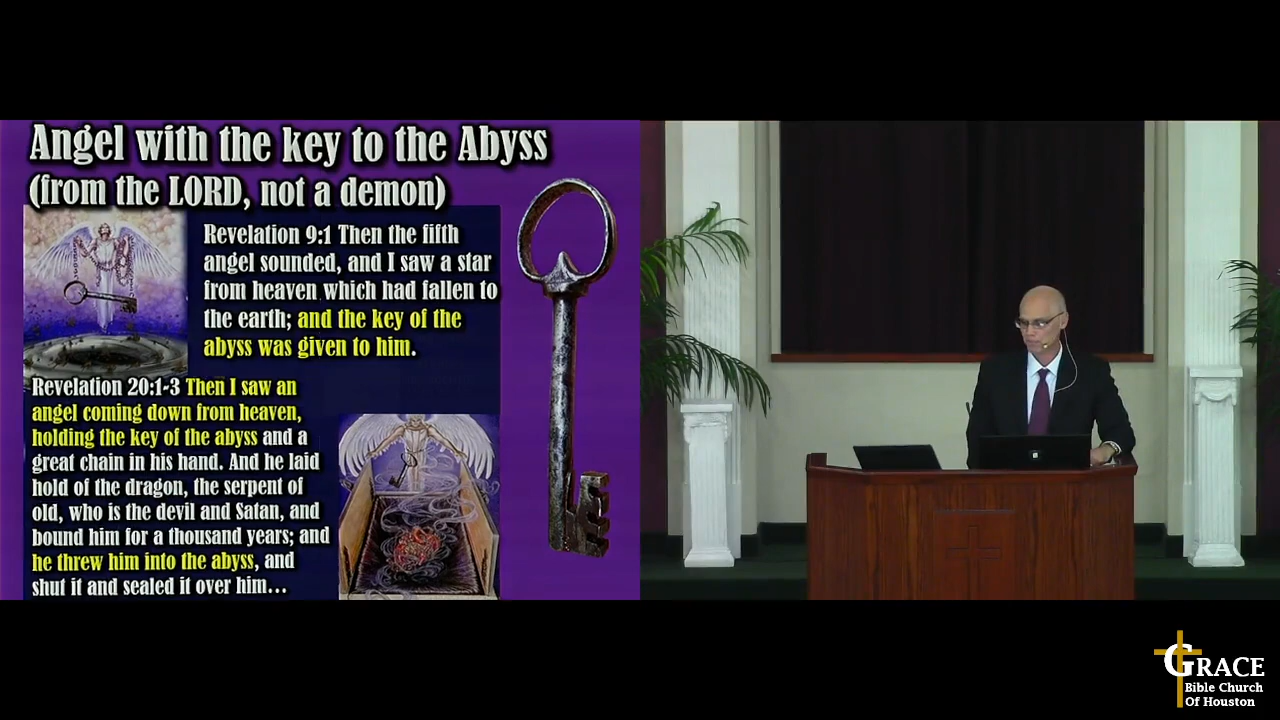 Angel with the key to the Abyss
(from the LORD, not a demon)
Revelation 9:1 Then the fifth
angel sounded, and I saw a star
from heaven which had fallen to
the earth; and the key of the
abyss was given to him.
Revelation 20:1-3 Then I saw an
angel coming down from heaven,
holding the key of the abyss and a
great chain in his hand. And he laid
hold of the dragon, the serpent of
old, who is the devil and Satan, and
bound him for a thousand years; and
he threw him into the abyss, and
shut it and sealed it over him…
GRACE
Bible Church
Of Houston